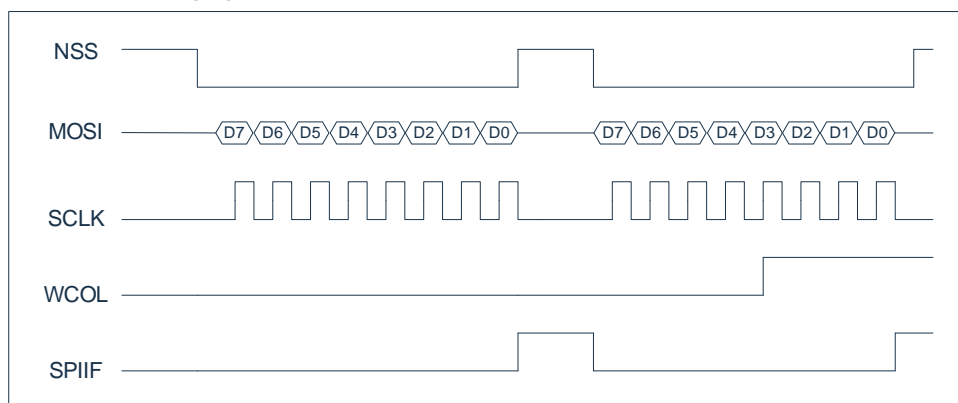 NSS
MOSI D7 D6 D5 D4 D3 D2 D1 D0 D7 D6 D5 D4 D3 D2 D1 D0
SCLK
WCOL
SPIIF